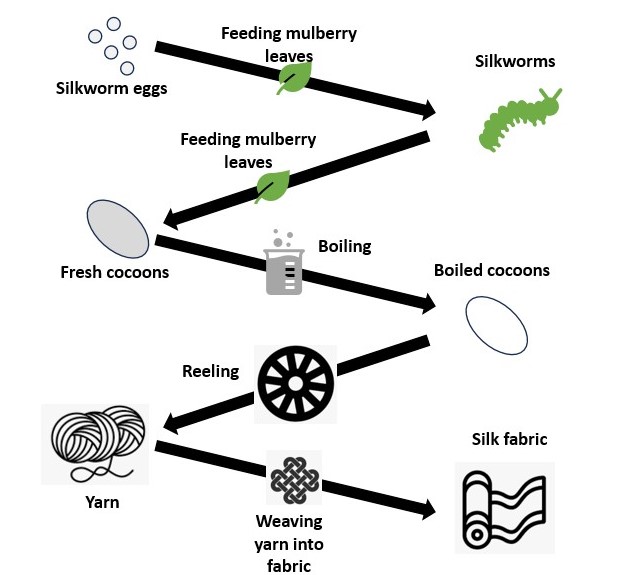 Feeding mulberry
leaves
Silkworm eggs
Silkworms
Feeding mulberry
leaves
Fresh cocoons
Boiling
Boiled cocoons
Reeling
Yarn
Silk fabric
Weaving
yarn into
fabric